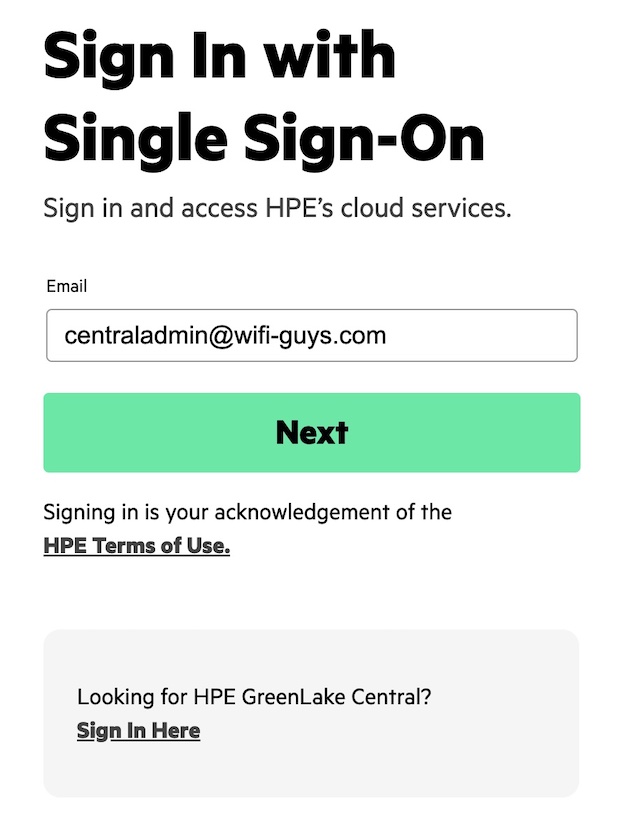 Sign In with
Single Sign-On
Sign in and access HPE’s cloud services.
Email
centraladmin@wifi-guys.com
Next
Signing in is your acknowledgement of the
HPE Terms of Use.
Looking for HPE GreenLake Central?
Sign In Here